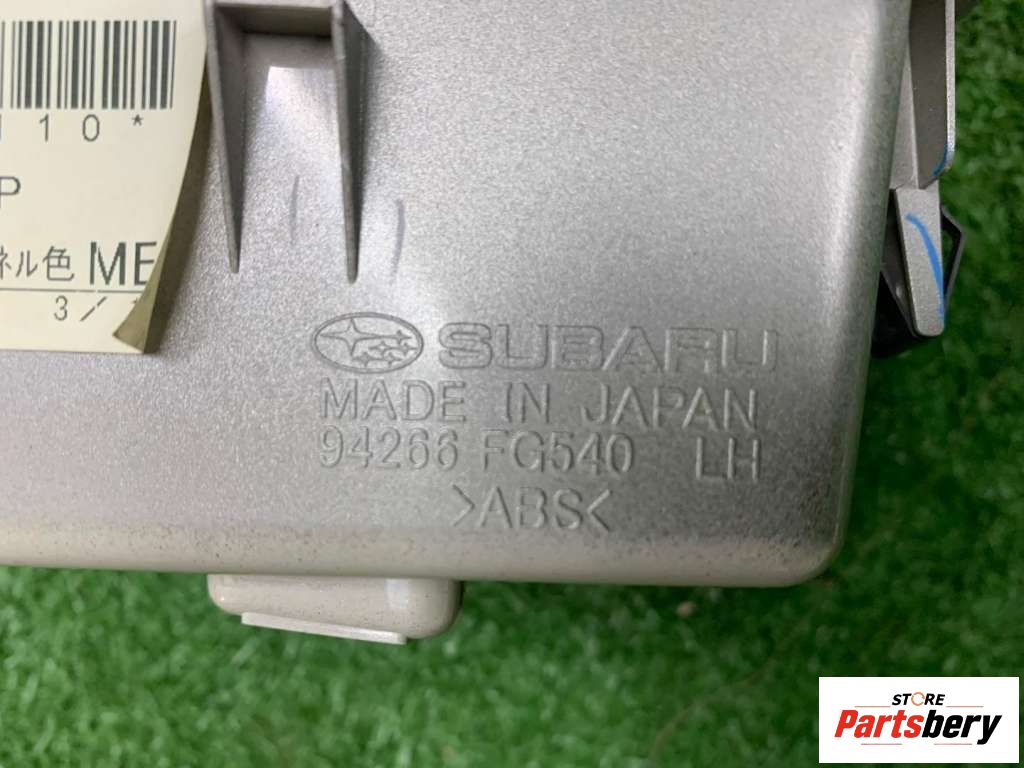 10*
P
ネル色 ME
3/
SUBARU
MADE IN JAPAN
94266 FG540 LH
>ABS<
STORE
Partsbery